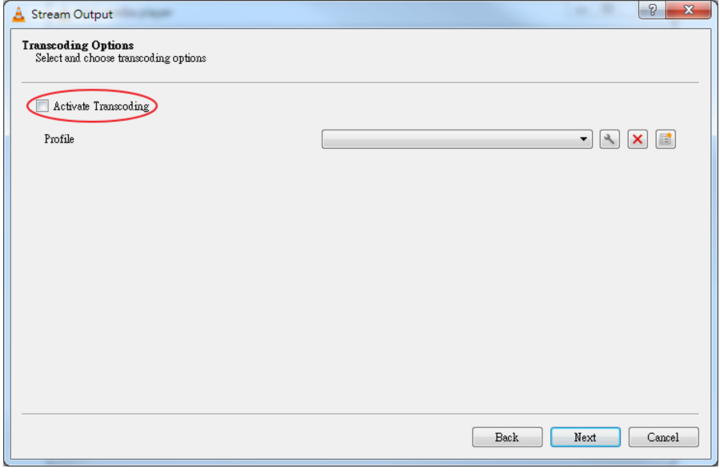 Stream Output
Transcoding Options
Select and choose transcoding options
Activate Transcoding
Profile
Back
Next
Cancel